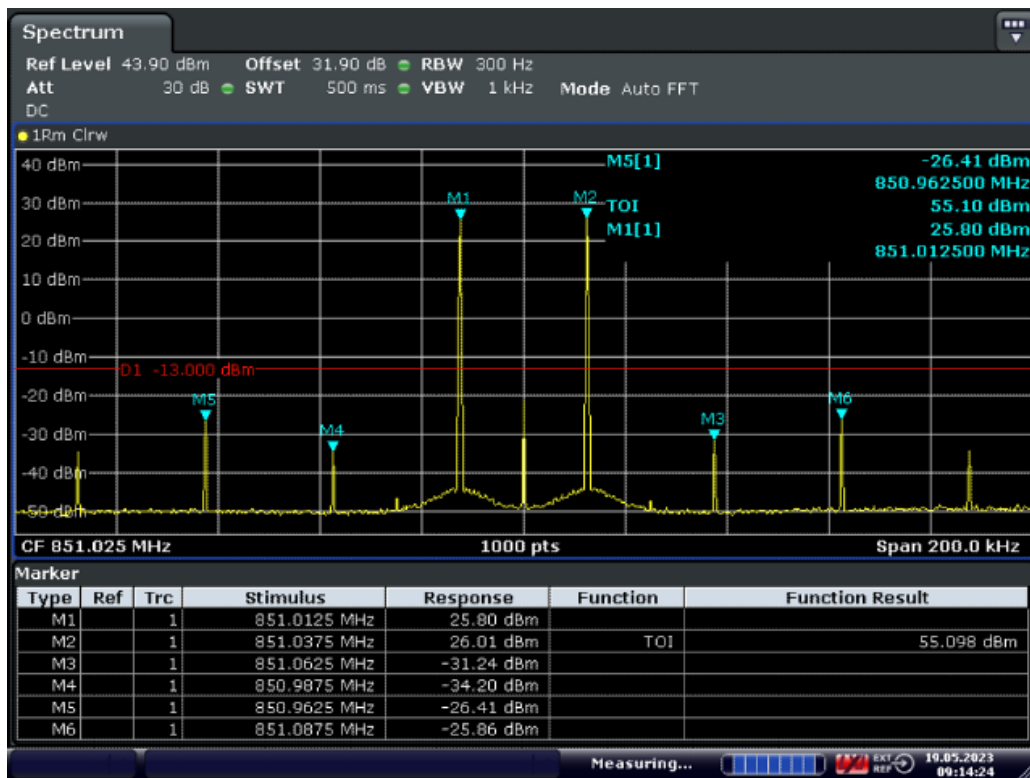 Spectrum
Ref Level 43.90 dBm Offset 31.90 dB RBW 300 Hz
Att 30 dB SWT 500 ms VBW 1 kHz Mode Auto FFT
DC
1Rm Clrw
40 dBm M5[1] -26.41 dBm
850.962500 MHz
30 dBm M1 M2 TOI 55.10 dBm
M1[1] 25.80 dBm
20 dBm 851.012500 MHz
10 dBm
0 dBm
-10 dBm
D1 -13.000 dBm
-20 dBm M5 M6
-30 dBm M4 M3
-40 dBm
-50 dBm
CF 851.025 MHz 1000 pts Span 200.0 kHz
Marker
Type Ref Trc Stimulus Response Function Function Result
M1 1 851.0125 MHz 25.80 dBm
M2 1 851.0375 MHz 26.01 dBm TOI 55.098 dBm
M3 1 851.0625 MHz -31.24 dBm
M4 1 850.9875 MHz -34.20 dBm
M5 1 850.9625 MHz -26.41 dBm
M6 1 851.0875 MHz -25.86 dBm
Measuring... EXT REF 19.05.2023
09:14:24